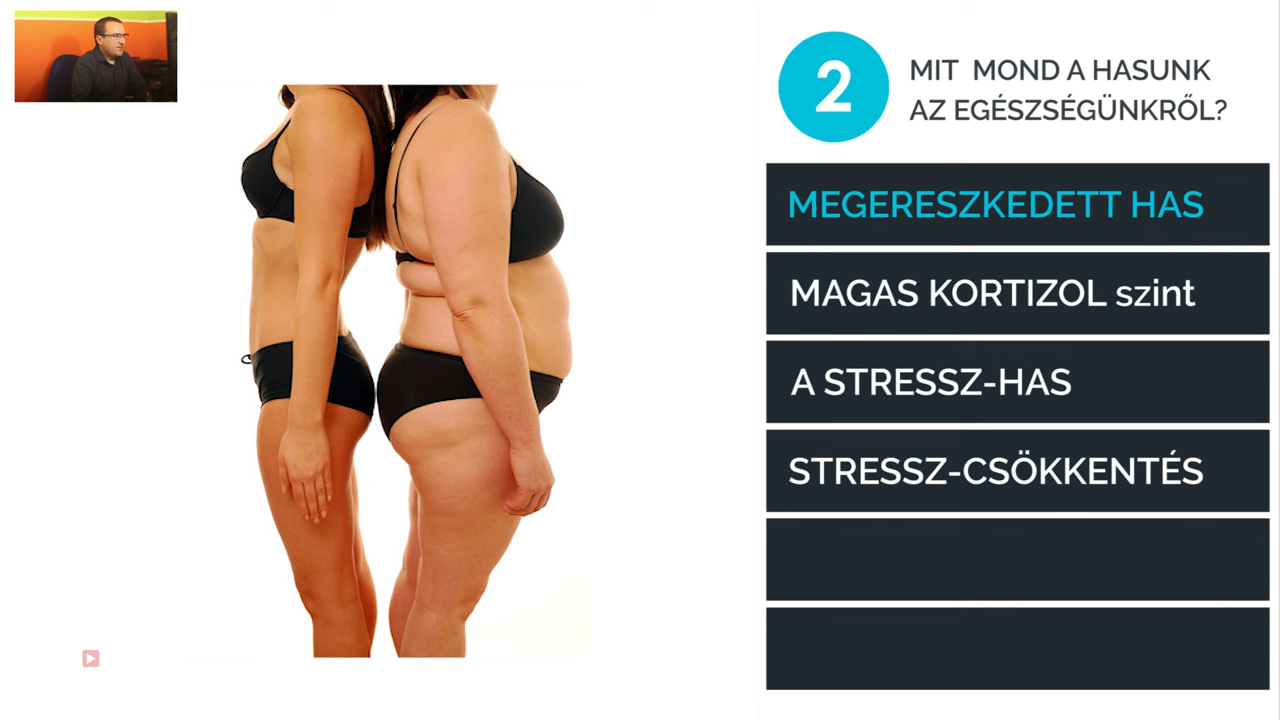 2
MIT MOND A HASUNK
AZ EGÉSZSÉGÜNKRŐL?
MEGERESZKEDETT HAS
MAGAS KORTIZOL szint
A STRESSZ-HAS
STRESSZ-CSÖKKENTÉS